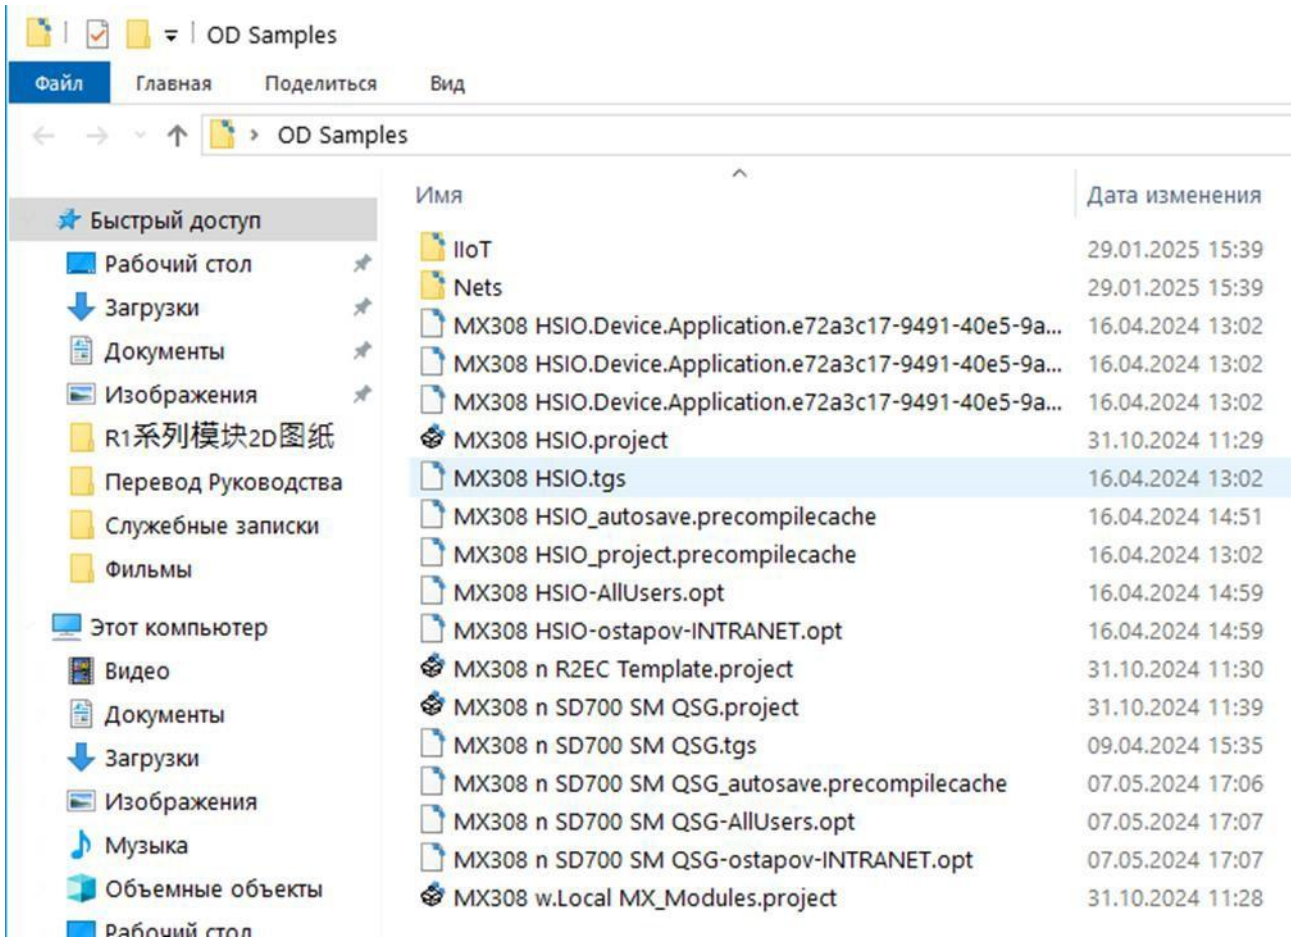 OD Samples
Файл Главная Поделиться Вид
OD Samples
Имя Дата изменения
Быстрый доступ
Рабочий стол
Загрузки
Документы
Изображения
R1系列模块2D图纸
Перевод Руководства
Служебные записки
Фильмы
Этот компьютер
Видео
Документы
Загрузки
Изображения
Музыка
Объемные объекты
Рабочий стол
IIoT 29.01.2025 15:39
Nets 29.01.2025 15:39
MX308 HSIO.Device.Application.e72a3c17-9491-40e5-9a... 16.04.2024 13:02
MX308 HSIO.Device.Application.e72a3c17-9491-40e5-9a... 16.04.2024 13:02
MX308 HSIO.Device.Application.e72a3c17-9491-40e5-9a... 16.04.2024 13:02
MX308 HSIO.project 31.10.2024 11:29
MX308 HSIO.tgs 16.04.2024 13:02
MX308 HSIO_autosave.precompilecache 16.04.2024 14:51
MX308 HSIO_project.precompilecache 16.04.2024 13:02
MX308 HSIO-AllUsers.opt 16.04.2024 14:59
MX308 HSIO-ostapov-INTRANET.opt 16.04.2024 14:59
MX308 n R2EC Template.project 31.10.2024 11:30
MX308 n SD700 SM QSG.project 31.10.2024 11:39
MX308 n SD700 SM QSG.tgs 09.04.2024 15:35
MX308 n SD700 SM QSG_autosave.precompilecache 07.05.2024 17:06
MX308 n SD700 SM QSG-AllUsers.opt 07.05.2024 17:07
MX308 n SD700 SM QSG-ostapov-INTRANET.opt 07.05.2024 17:07
MX308 w.Local MX_Modules.project 31.10.2024 11:28